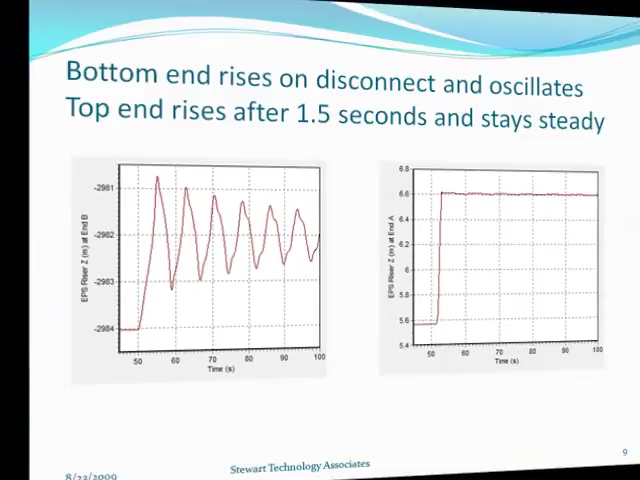 Bottom end rises on disconnect and oscillates
Top end rises after 1.5 seconds and stays steady
EPS Riser Z (m) at End B
-2981
-2982
-2983
-2984
50 60 70 80 90 100
Time (s)
EPS Riser Z (m) at End A
6.8
6.6
6.4
6.2
6
5.8
5.6
5.4
50 60 70 80 90 100
Time (s)
8/23/2009
Stewart Technology Associates
9